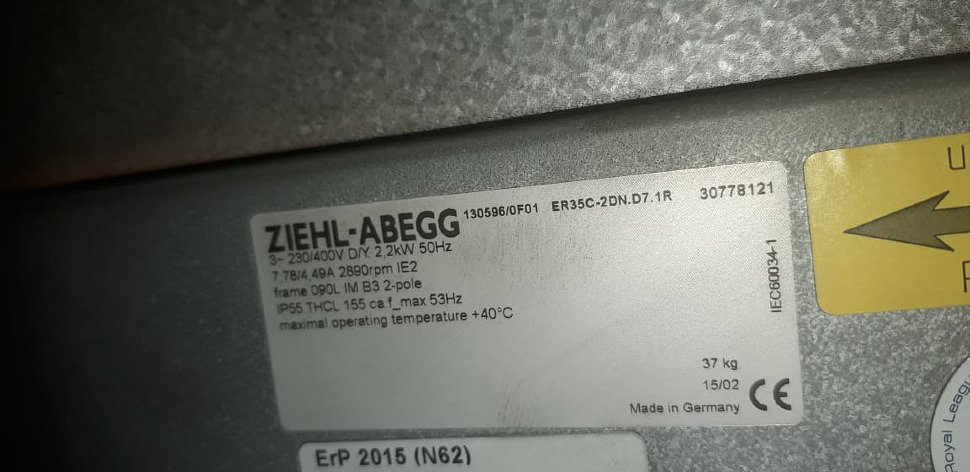 ZIEHL-ABEGG 130596/0F01 ER35C-2DN.D7.1R 30778121
3~ 230/400V D/Y 2,2kW 50Hz
7,78/4,49A 2890rpm IE2
frame 090L IM B3 2-pole
IP55 THCL 155 ca.f_max 53Hz
maximal operating temperature +40°C
IEC60034-1
37 kg
15/02
Made in Germany CE
ErP 2015 (N62)